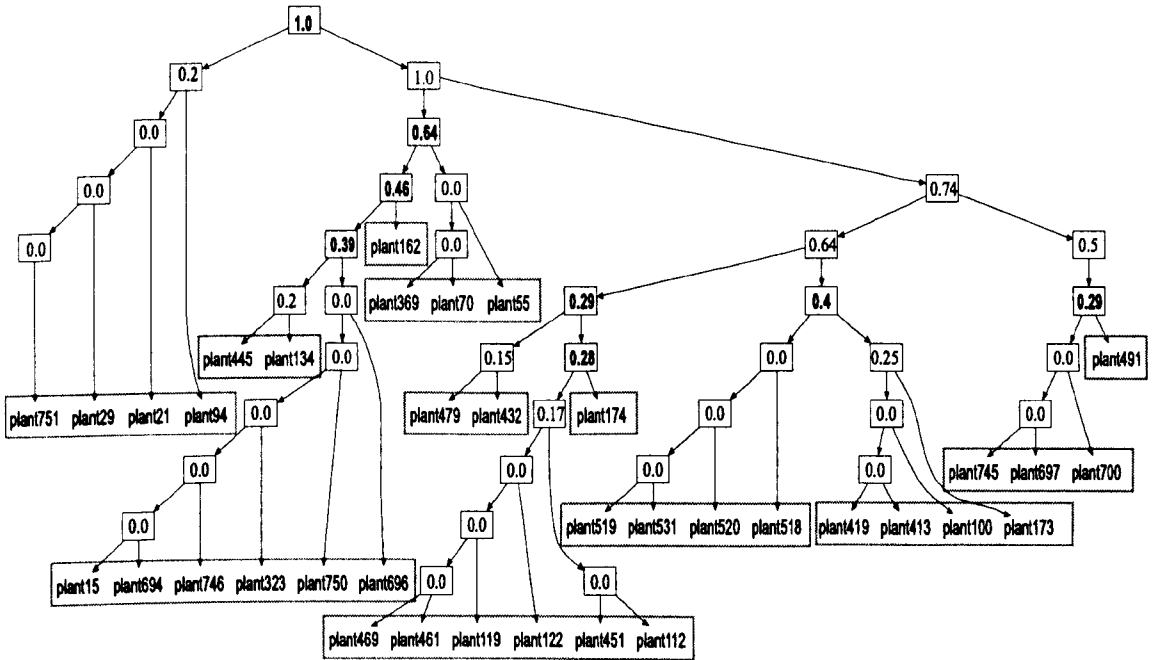 1.0
0.2 1.0
0.0 0.64
0.0 0.46 0.0 0.74
0.0 0.39 plant162 0.0 0.64 0.5
0.2 0.0 plant369 plant70 plant55 0.29 0.4 0.29
plant445 plant134 0.0 0.15 0.28 0.0 0.25 0.0 plant491
plant751 plant29 plant21 plant94 0.0 plant479 plant432 0.17 plant174 0.0 0.0 0.0
0.0 0.0 0.0 0.0 plant745 plant697 plant700
0.0 0.0 plant519 plant531 plant520 plant518 plant419 plant413 plant100 plant173
plant15 plant694 plant746 plant323 plant750 plant696 0.0 0.0
plant469 plant461 plant119 plant122 plant451 plant112